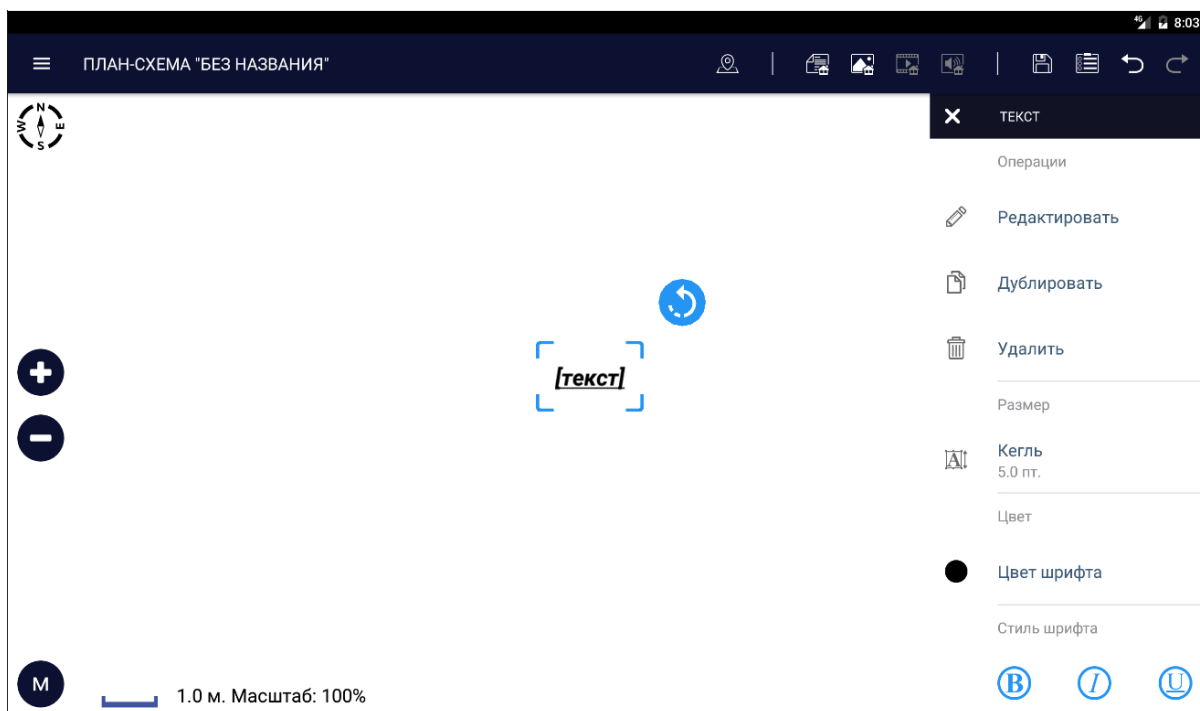 4G 8:03
ПЛАН-СХЕМА "БЕЗ НАЗВАНИЯ"
N
W E
S
ТЕКСТ
Операции
Редактировать
Дублировать
Удалить
[текст]
Размер
A Кегль
5.0 пт.
Цвет
Цвет шрифта
Стиль шрифта
B I U
М
1.0 м. Масштаб: 100%